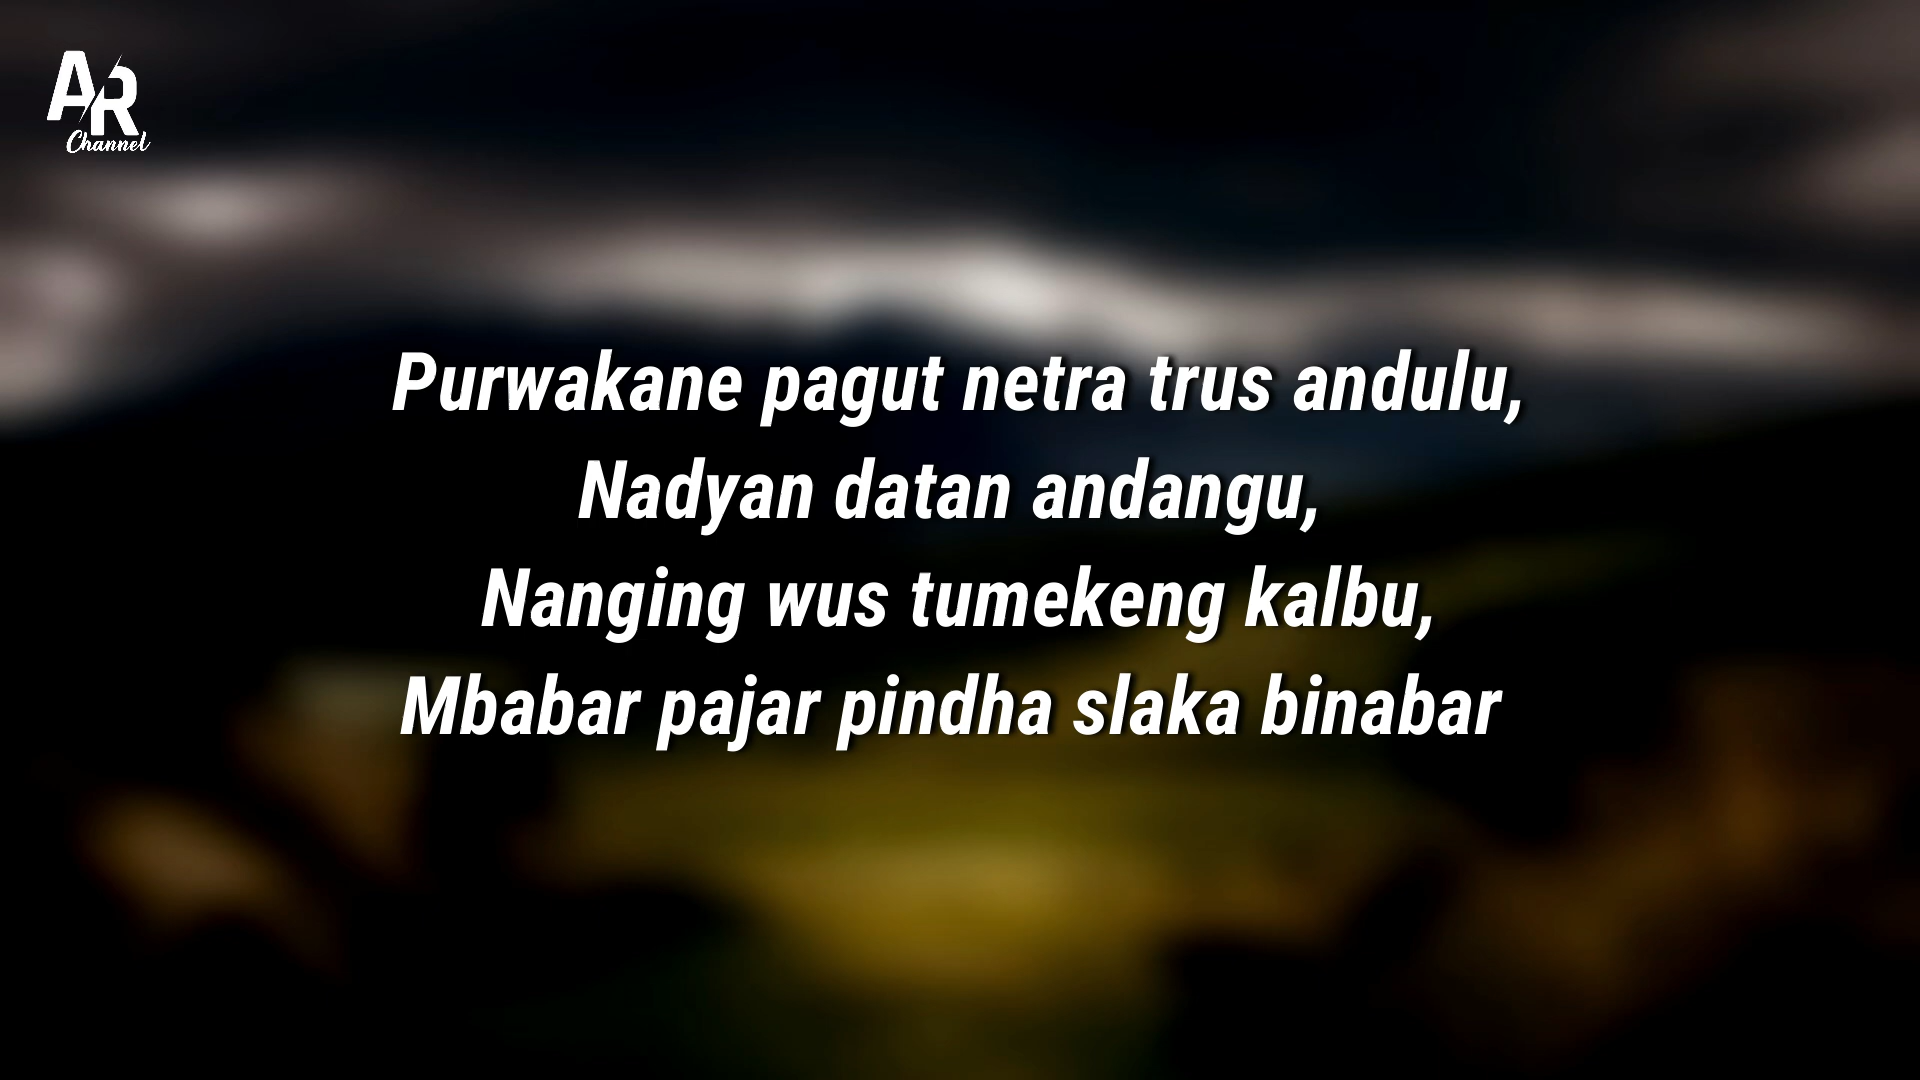 AR
Channel
Purwakane pagut netra trus andulu,
Nadyan datan andangu,
Nanging wus tumekeng kalbu,
Mbabar pajar pindha slaka binabar